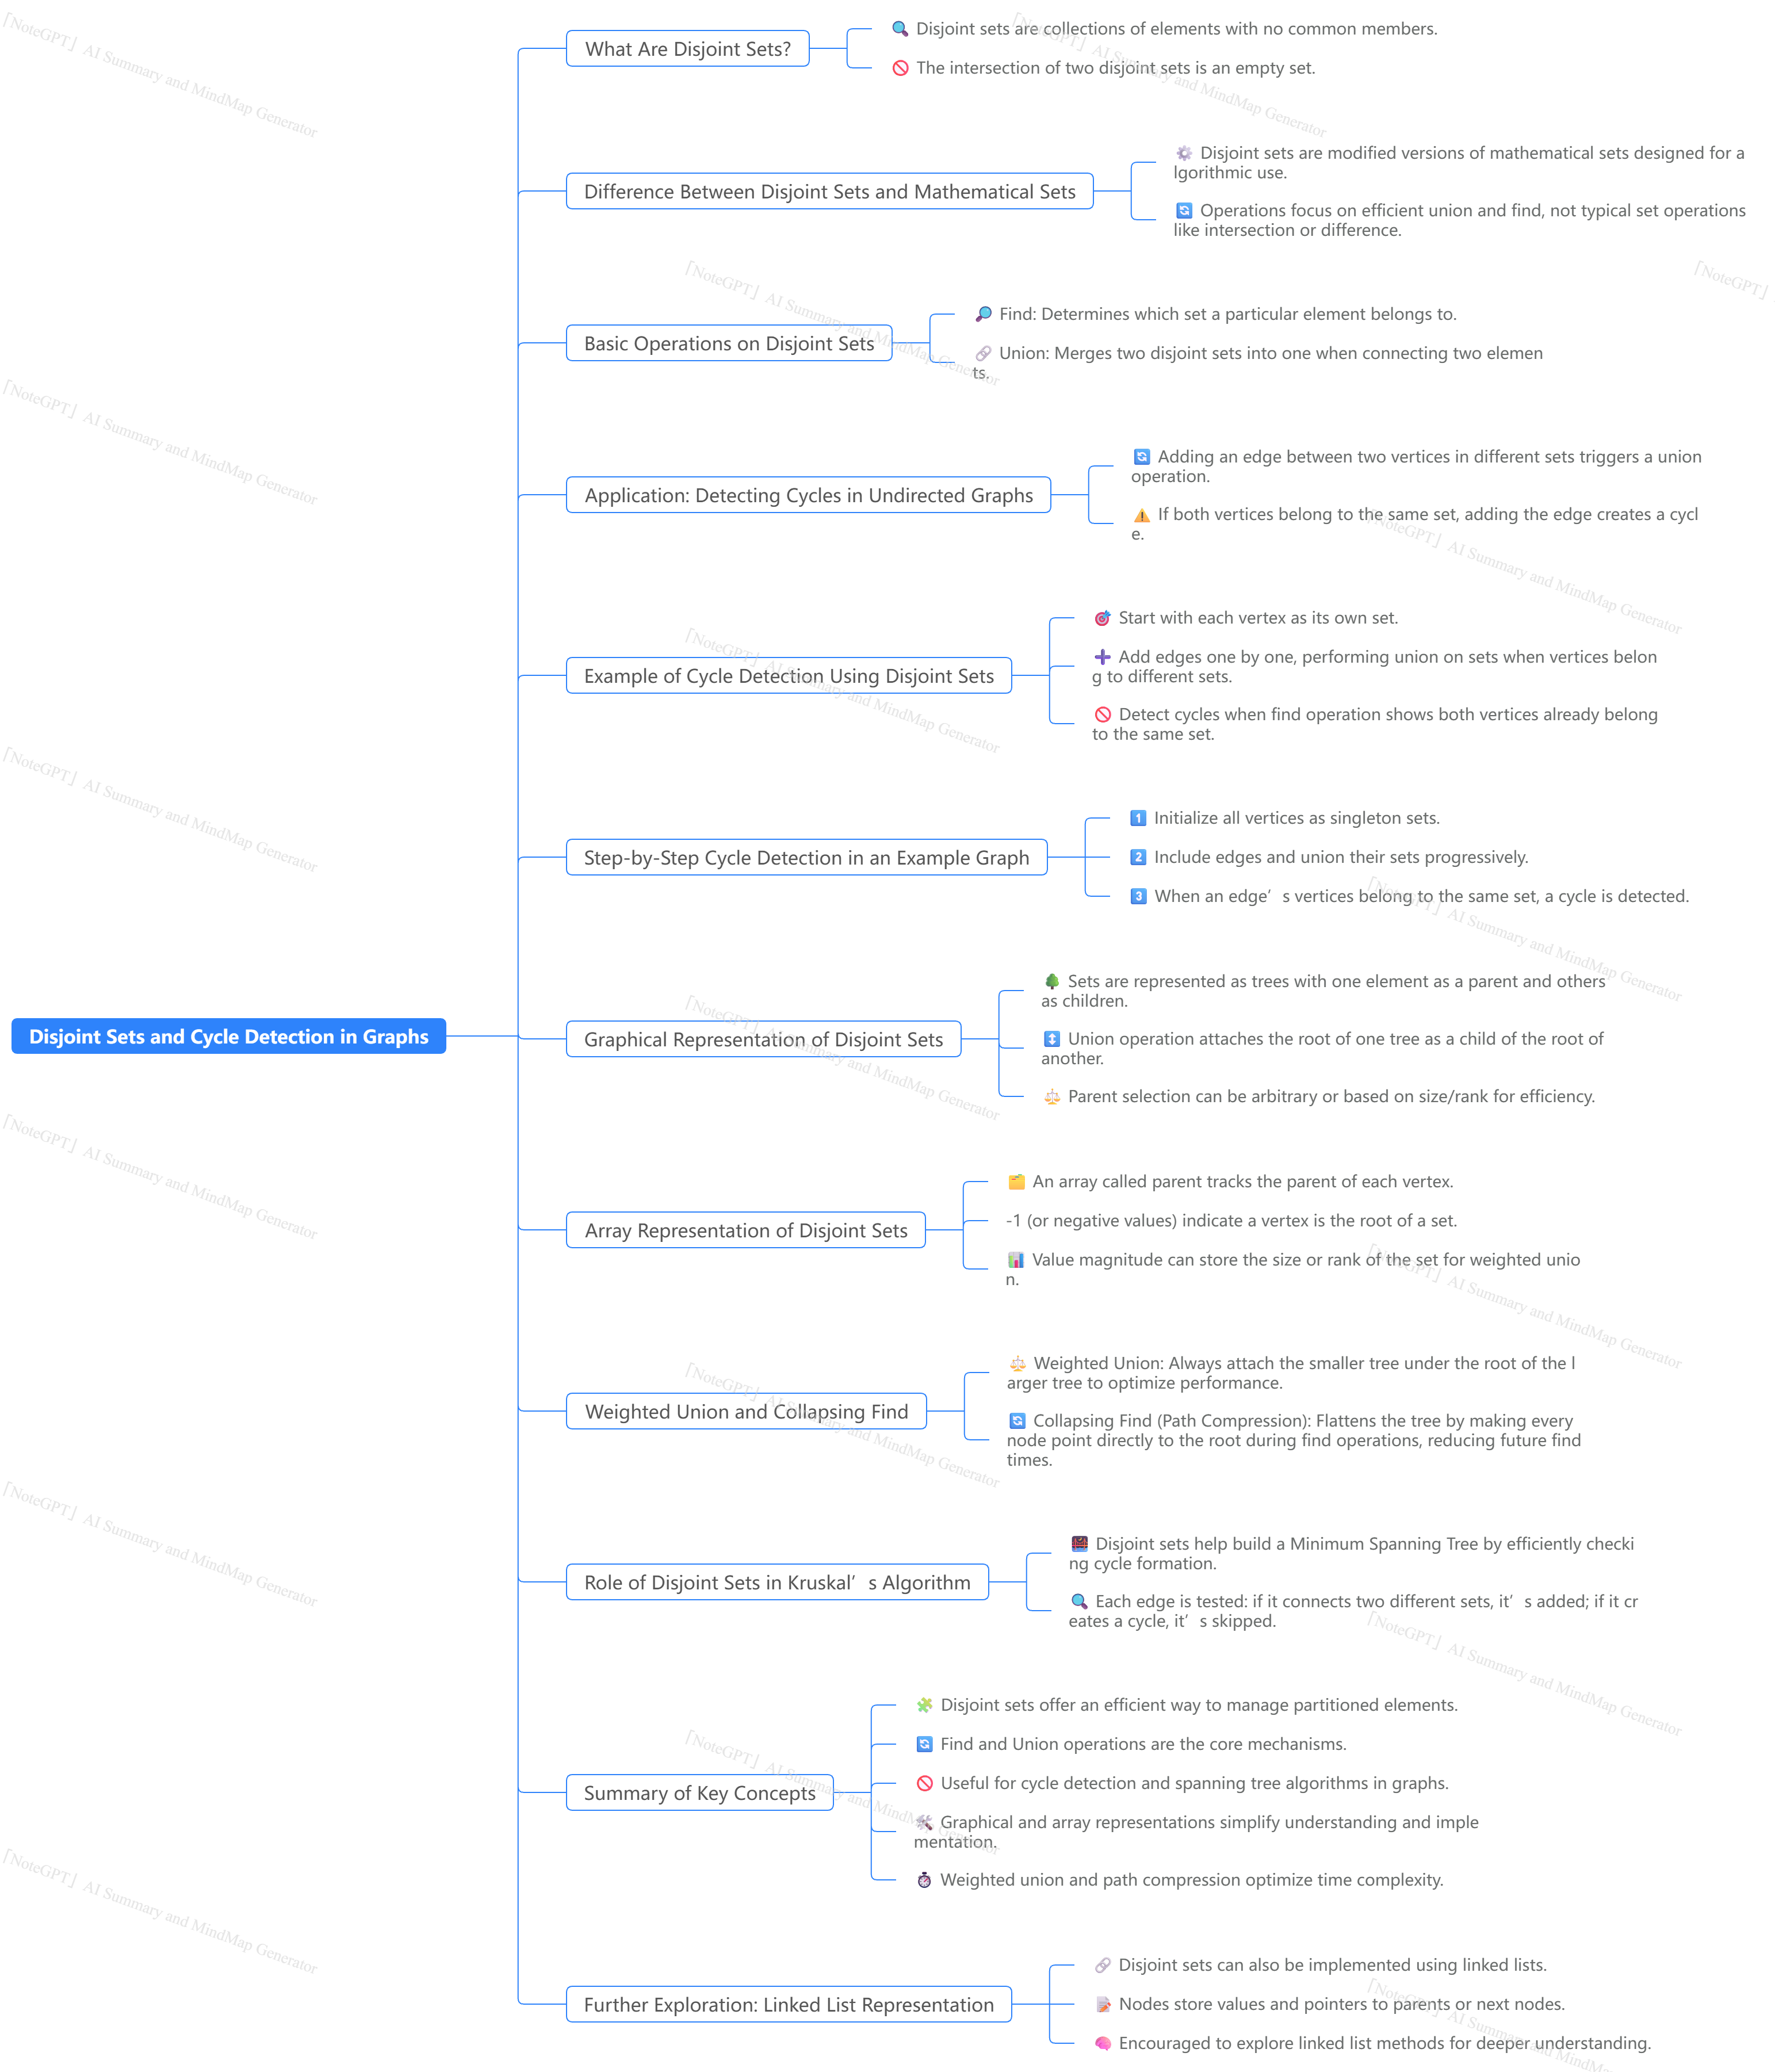 What Are Disjoint Sets?
🔍 Disjoint sets are collections of elements with no common members.
🚫 The intersection of two disjoint sets is an empty set.
Difference Between Disjoint Sets and Mathematical Sets
⚙️ Disjoint sets are modified versions of mathematical sets designed for a
lgorithmic use.
🔄 Operations focus on efficient union and find, not typical set operations
like intersection or difference.
Basic Operations on Disjoint Sets
🔎 Find: Determines which set a particular element belongs to.
🔗 Union: Merges two disjoint sets into one when connecting two elemen
ts.
Application: Detecting Cycles in Undirected Graphs
🔄 Adding an edge between two vertices in different sets triggers a union
operation.
⚠️ If both vertices belong to the same set, adding the edge creates a cycl
e.
Example of Cycle Detection Using Disjoint Sets
🎯 Start with each vertex as its own set.
➕ Add edges one by one, performing union on sets when vertices belon
g to different sets.
🚫 Detect cycles when find operation shows both vertices already belong
to the same set.
Step-by-Step Cycle Detection in an Example Graph
1️⃣ Initialize all vertices as singleton sets.
2️⃣ Include edges and union their sets progressively.
3️⃣ When an edge’s vertices belong to the same set, a cycle is detected.
Disjoint Sets and Cycle Detection in Graphs
Graphical Representation of Disjoint Sets
🌳 Sets are represented as trees with one element as a parent and others
as children.
↕️ Union operation attaches the root of one tree as a child of the root of
another.
⚖️ Parent selection can be arbitrary or based on size/rank for efficiency.
Array Representation of Disjoint Sets
🗂️ An array called parent tracks the parent of each vertex.
-1 (or negative values) indicate a vertex is the root of a set.
📊 Value magnitude can store the size or rank of the set for weighted unio
n.
Weighted Union and Collapsing Find
⚖️ Weighted Union: Always attach the smaller tree under the root of the l
arger tree to optimize performance.
🔄 Collapsing Find (Path Compression): Flattens the tree by making every
node point directly to the root during find operations, reducing future find
times.
Role of Disjoint Sets in Kruskal’s Algorithm
🌉 Disjoint sets help build a Minimum Spanning Tree by efficiently checki
ng cycle formation.
🔍 Each edge is tested: if it connects two different sets, it’s added; if it cr
eates a cycle, it’s skipped.
Summary of Key Concepts
🧩 Disjoint sets offer an efficient way to manage partitioned elements.
🔄 Find and Union operations are the core mechanisms.
🚫 Useful for cycle detection and spanning tree algorithms in graphs.
🛠️ Graphical and array representations simplify understanding and imple
mentation.
⏱️ Weighted union and path compression optimize time complexity.
Further Exploration: Linked List Representation
🔗 Disjoint sets can also be implemented using linked lists.
📝 Nodes store values and pointers to parents or next nodes.
🧠 Encouraged to explore linked list methods for deeper understanding.
「NoteGPT」AI Summary and MindMap Generator